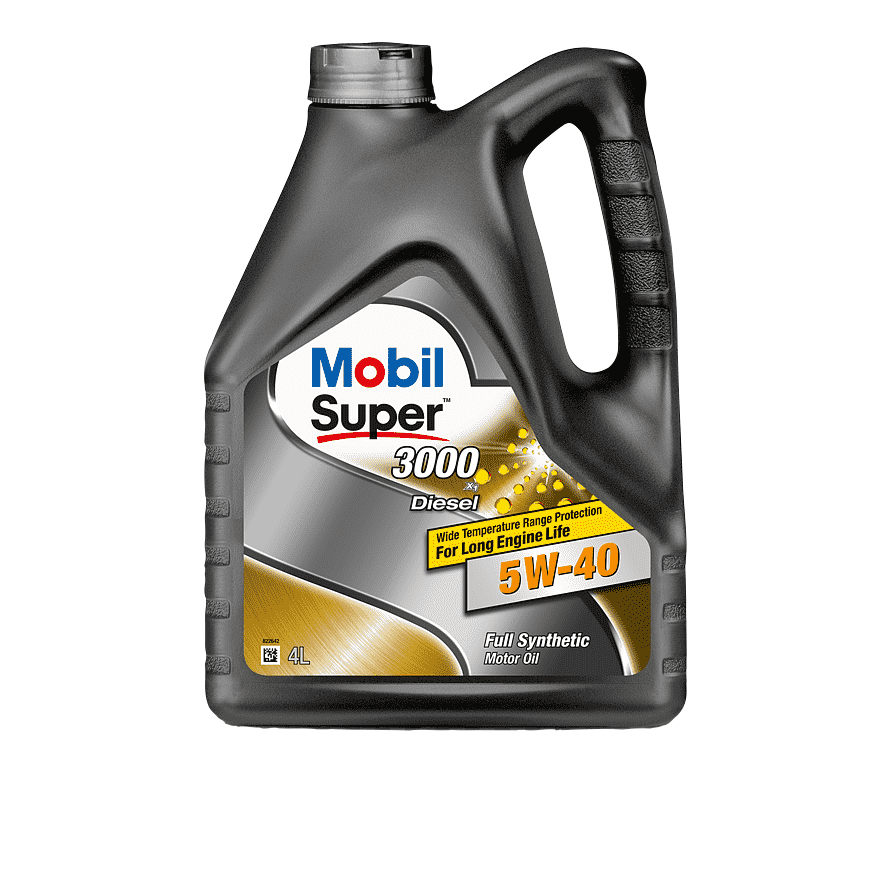 Mobil
Super™
3000
X1
Diesel
Wide Temperature Range Protection
For Long Engine Life
5W-40
Full Synthetic
Motor Oil
822642
4L